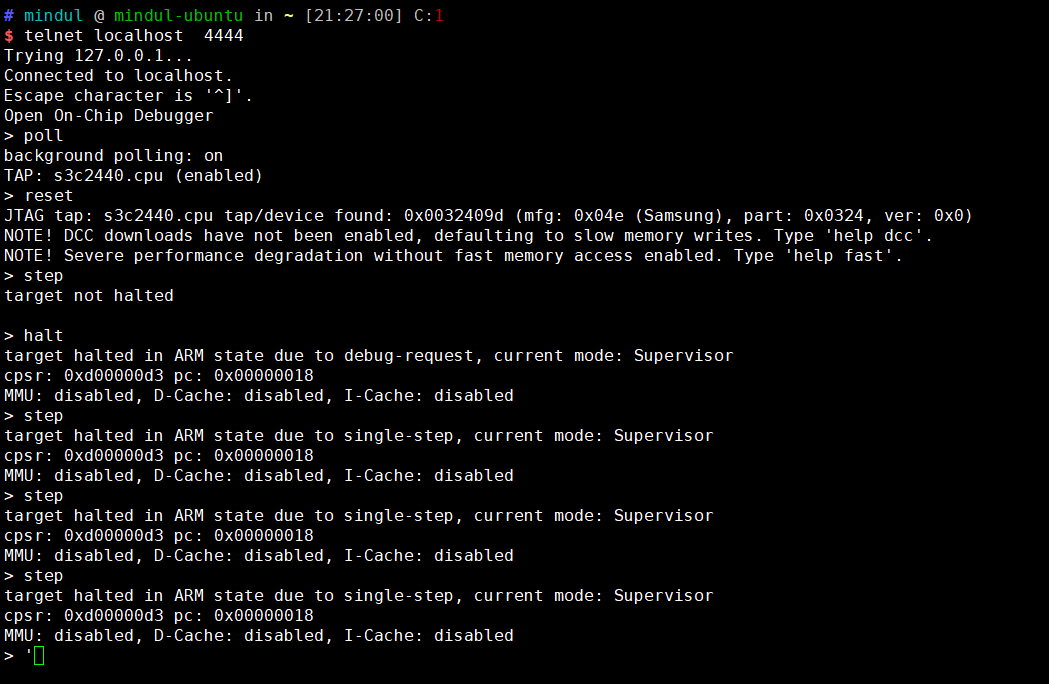 # mindul @ mindul-ubuntu in ~ [21:27:00] C:1
$ telnet localhost  4444
Trying 127.0.0.1...
Connected to localhost.
Escape character is '^]'.
Open On-Chip Debugger
> poll
background polling: on
TAP: s3c2440.cpu (enabled)
> reset
JTAG tap: s3c2440.cpu tap/device found: 0x0032409d (mfg: 0x04e (Samsung), part: 0x0324, ver: 0x0)
NOTE! DCC downloads have not been enabled, defaulting to slow memory writes. Type 'help dcc'.
NOTE! Severe performance degradation without fast memory access enabled. Type 'help fast'.
> step
target not halted

> halt
target halted in ARM state due to debug-request, current mode: Supervisor
cpsr: 0xd00000d3 pc: 0x00000018
MMU: disabled, D-Cache: disabled, I-Cache: disabled
> step
target halted in ARM state due to single-step, current mode: Supervisor
cpsr: 0xd00000d3 pc: 0x00000018
MMU: disabled, D-Cache: disabled, I-Cache: disabled
> step
target halted in ARM state due to single-step, current mode: Supervisor
cpsr: 0xd00000d3 pc: 0x00000018
MMU: disabled, D-Cache: disabled, I-Cache: disabled
> step
target halted in ARM state due to single-step, current mode: Supervisor
cpsr: 0xd00000d3 pc: 0x00000018
MMU: disabled, D-Cache: disabled, I-Cache: disabled
> '